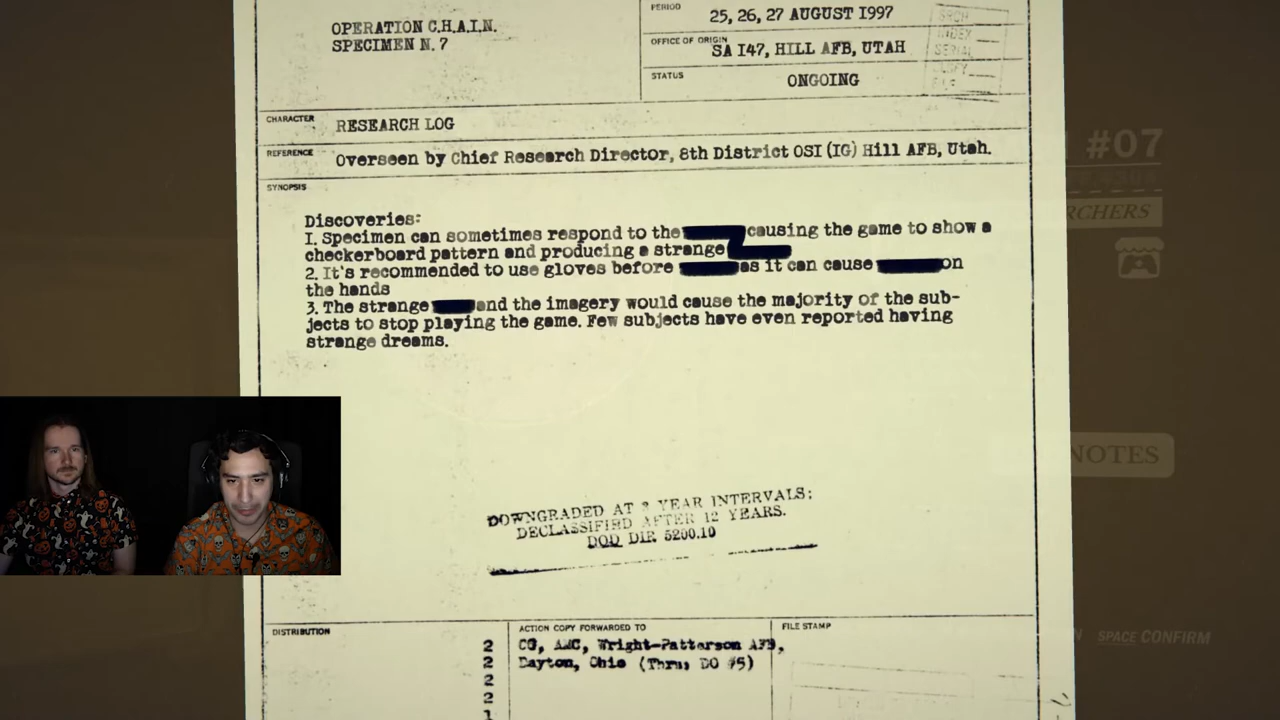 OPERATION C.H.A.I.N.
SPECIMEN N. 7
PERIOD
25, 26, 27 AUGUST 1997
OFFICE OF ORIGIN
SA I47, HILL AFB, UTAH
STATUS
ONGOING
SRCH
INDEX
SERIAL
CHARACTER
RESEARCH LOG
REFERENCE
Overseen by Chief Research Director, 8th District OSI (IG) Hill AFB, Utah.
SYNOPSIS
Discoveries:
I. Specimen can sometimes respond to the causing the game to show a
checkerboard pattern and producing a strange
2. It's recommended to use gloves before as it can cause on
the hands
3. The strange and the imagery would cause the majority of the sub-
jects to stop playing the game. Few subjects have even reported having
strange dreams.
DOWNGRADED AT YEAR INTERVALS;
DECLASSIFIED AFTER 12 YEARS.
DOD DIR 5200.10
DISTRIBUTION
2
2
2
2
1
ACTION COPY FORWARDED TO
CG, AMC, Wright-Patterson AFB,
Dayton, Ohio (Thru; DO #5)
FILE STAMP
#07
RCHERS
NOTES
SPACE CONFIRM